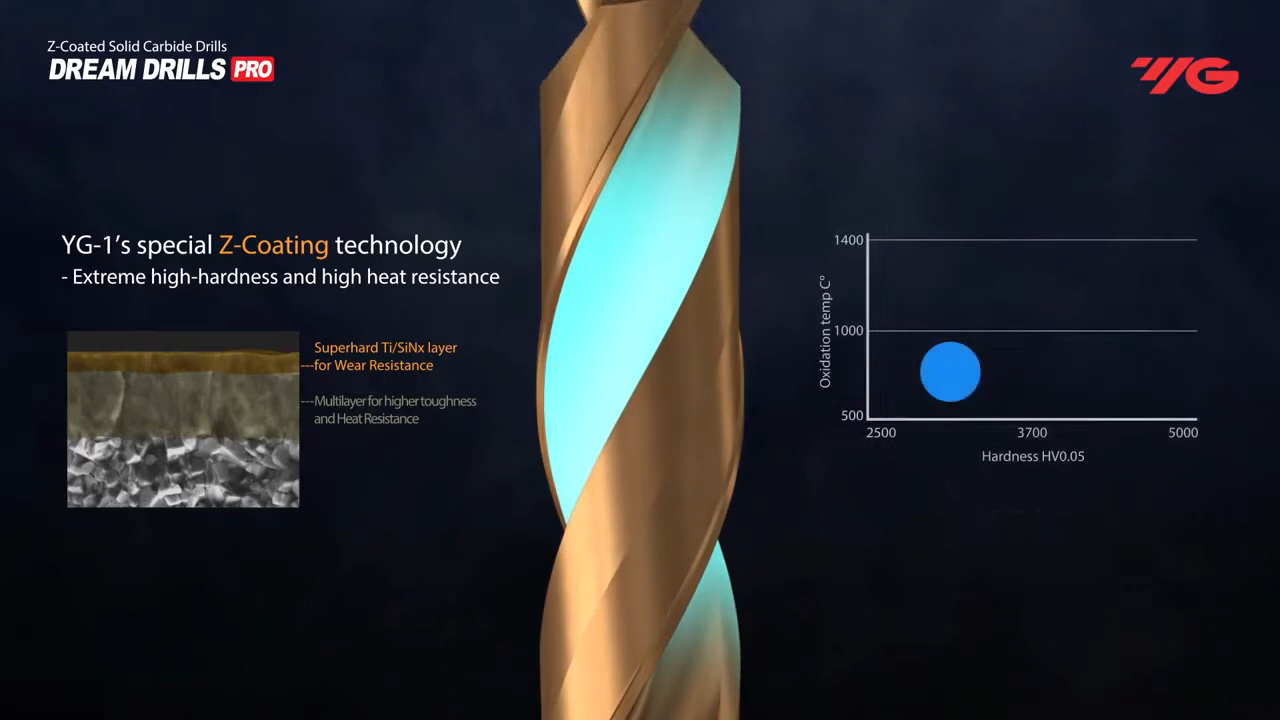 Z-Coated Solid Carbide Drills
DREAM DRILLS PRO
YG
YG-1’s special Z-Coating technology
- Extreme high-hardness and high heat resistance
Superhard Ti/SiNx layer
---for Wear Resistance
---Multilayer for higher toughness
and Heat Resistance
1400
1000
500
Oxidation temp C°
2500 3700 5000
Hardness HV0.05